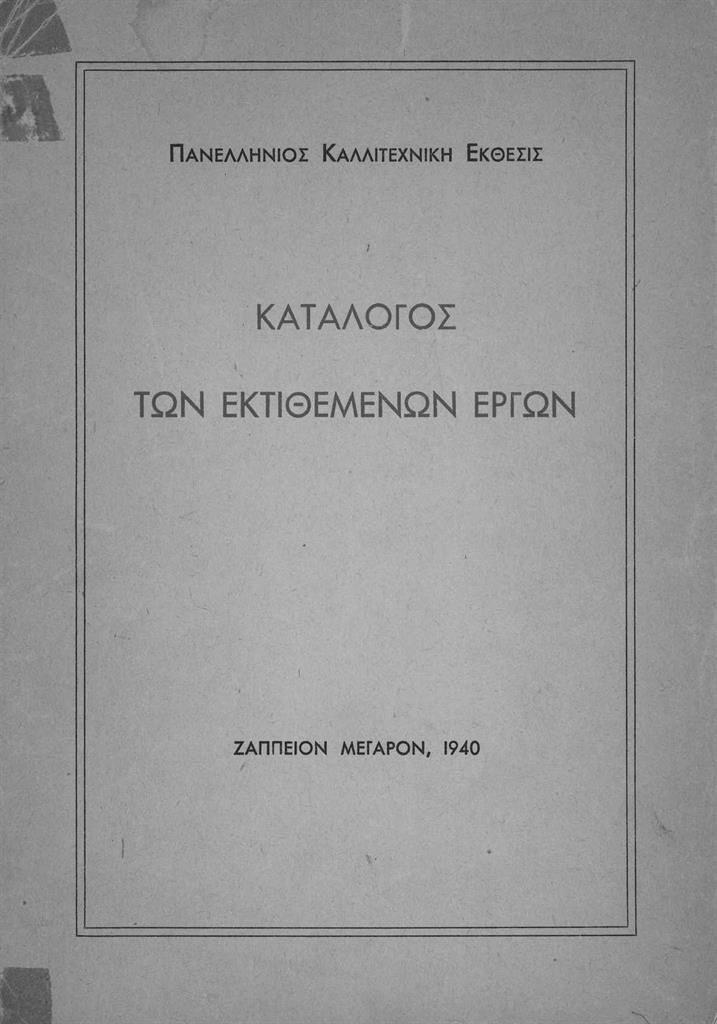 ΠΑΝΕΛΛΗΝΙΟΣ ΚΑΛΛΙΤΕΧΝΙΚΗ ΕΚΘΕΣΙΣ
ΚΑΤΑΛΟΓΟΣ
ΤΩΝ ΕΚΤΙΘΕΜΕΝΩΝ ΕΡΓΩΝ
ΖΑΠΠΕΙΟΝ ΜΕΓΑΡΟΝ, 1940